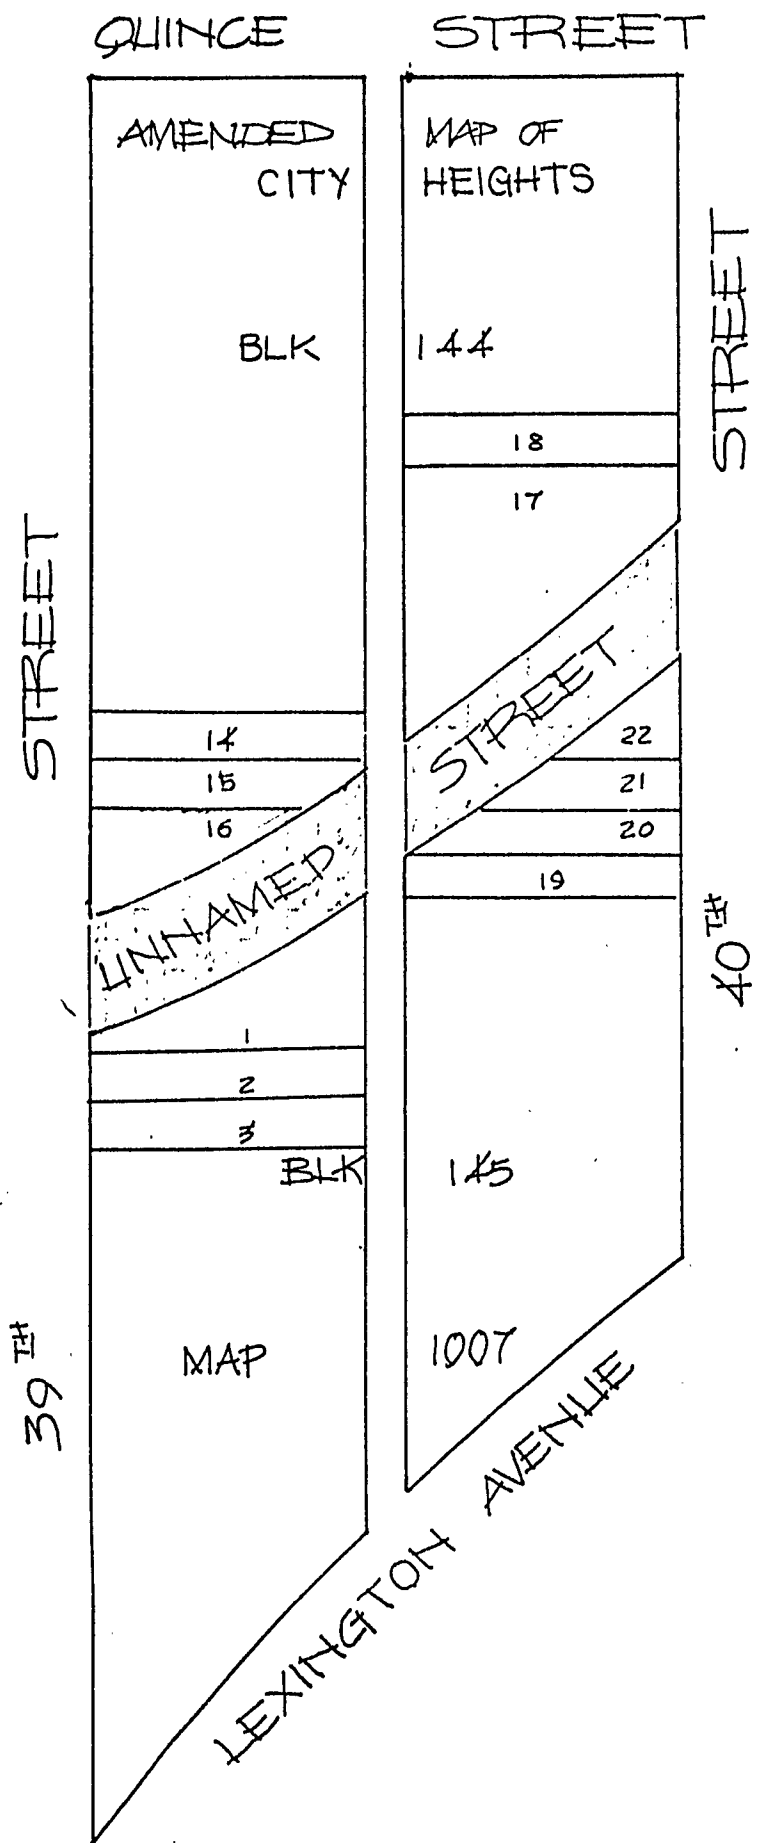 QUINCE STREET
AMENDED MAP OF
CITY HEIGHTS
BLK 144
STREET
18
17
STREET
14
15
16
UNNAMED STREET
22
21
20
19
40TH
1
2
3
BLK 145
39TH
MAP 1007
LEXINGTON AVENUE